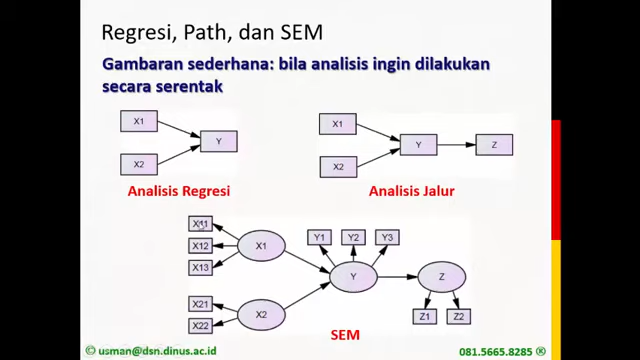 Regresi, Path, dan SEM
Gambaran sederhana: bila analisis ingin dilakukan
secara serentak
X1
X2
Y
Analisis Regresi
X1
X2
Y
Z
Analisis Jalur
X11
X12
X13
X1
X21
X22
X2
Y1
Y2
Y3
Y
Z
Z1
Z2
SEM
© usman@dsn.dinus.ac.id
081.5665.8285 ®